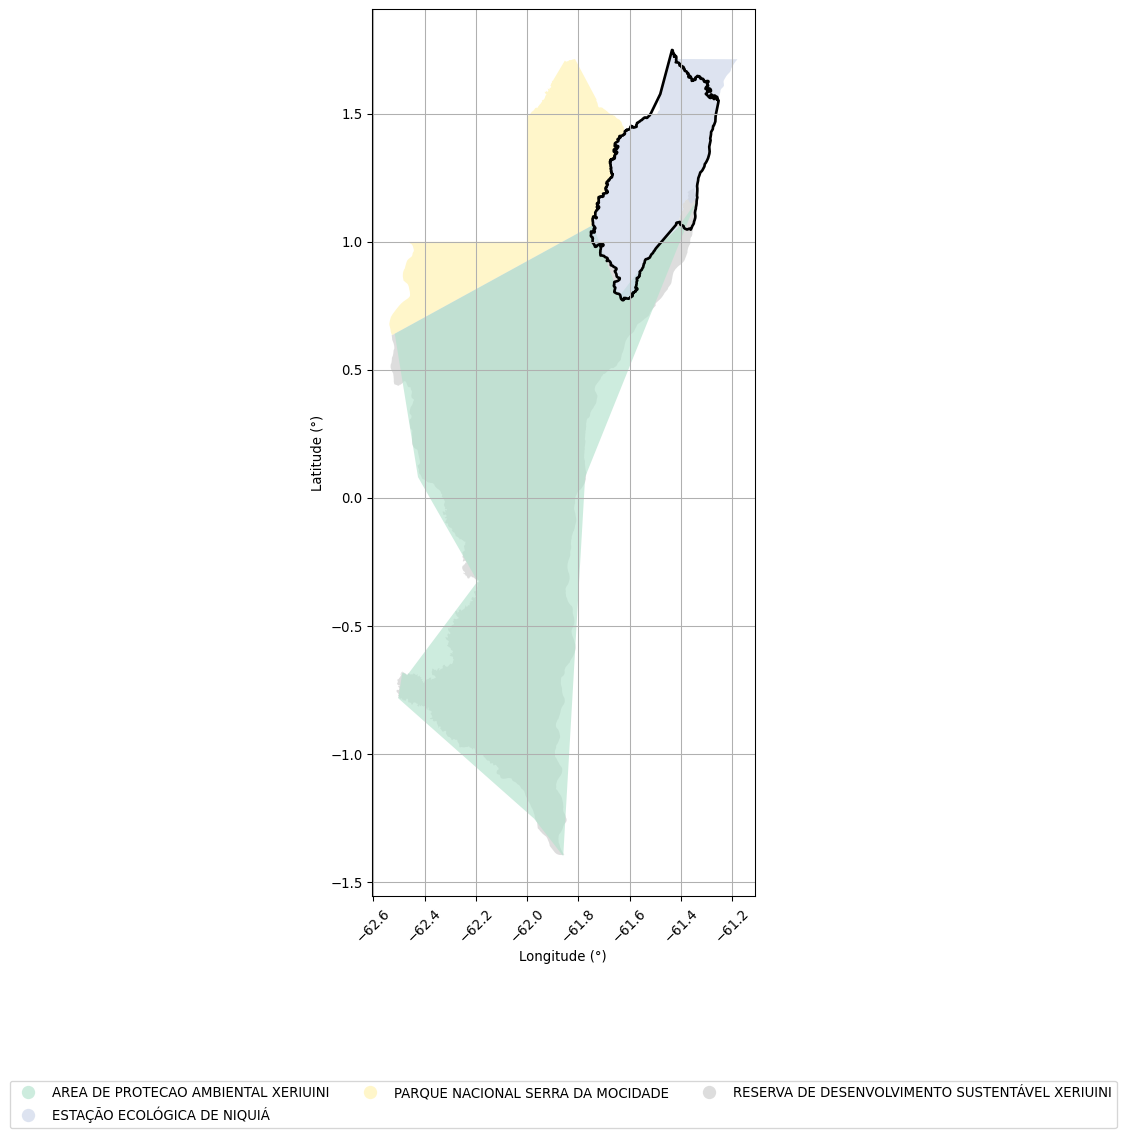 1.5
1.0
0.5
0.0
−0.5
−1.0
−1.5
Latitude (°)
−62.6
−62.4
−62.2
−62.0
−61.8
−61.6
−61.4
−61.2
Longitude (°)
AREA DE PROTECAO AMBIENTAL XERIUINI
ESTAÇÃO ECOLÓGICA DE NIQUIÁ
PARQUE NACIONAL SERRA DA MOCIDADE
RESERVA DE DESENVOLVIMENTO SUSTENTÁVEL XERIUINI